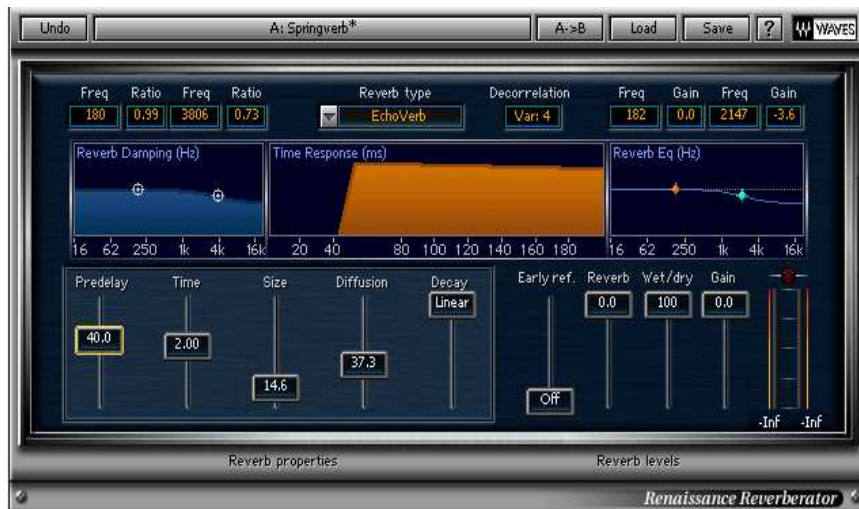 Undo A: Springverb* A->B Load Save ? WAVES
Freq Ratio Freq Ratio Reverb type Decorrelation Freq Gain Freq Gain
180 0.99 3806 0.73 EchoVerb Var: 4 182 0.0 2147 -3.6
Reverb Damping (Hz) Time Response (ms) Reverb Eq (Hz)
16 62 250 1k 4k 16k 20 40 80 100 120 140 160 180 16 62 250 1k 4k 16k
Predelay Time Size Diffusion Decay Early ref. Reverb Wet/dry Gain
Linear 0.0 100 0.0
40.0 2.00
37.3
14.6
Off
-Inf -Inf
Reverb properties Reverb levels
Renaissance Reverberator